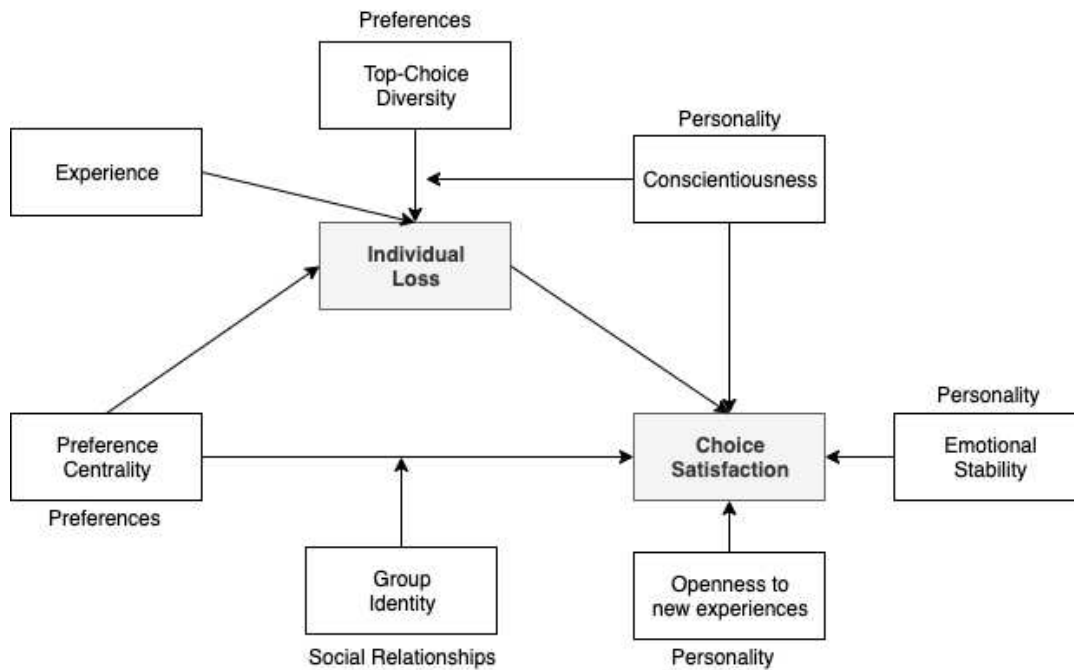 Preferences
Top-Choice
Diversity
Personality
Experience
Conscientiousness
Individual
Loss
Personality
Preference
Centrality
Choice
Satisfaction
Emotional
Stability
Preferences
Group
Identity
Openness to
new experiences
Social Relationships
Personality